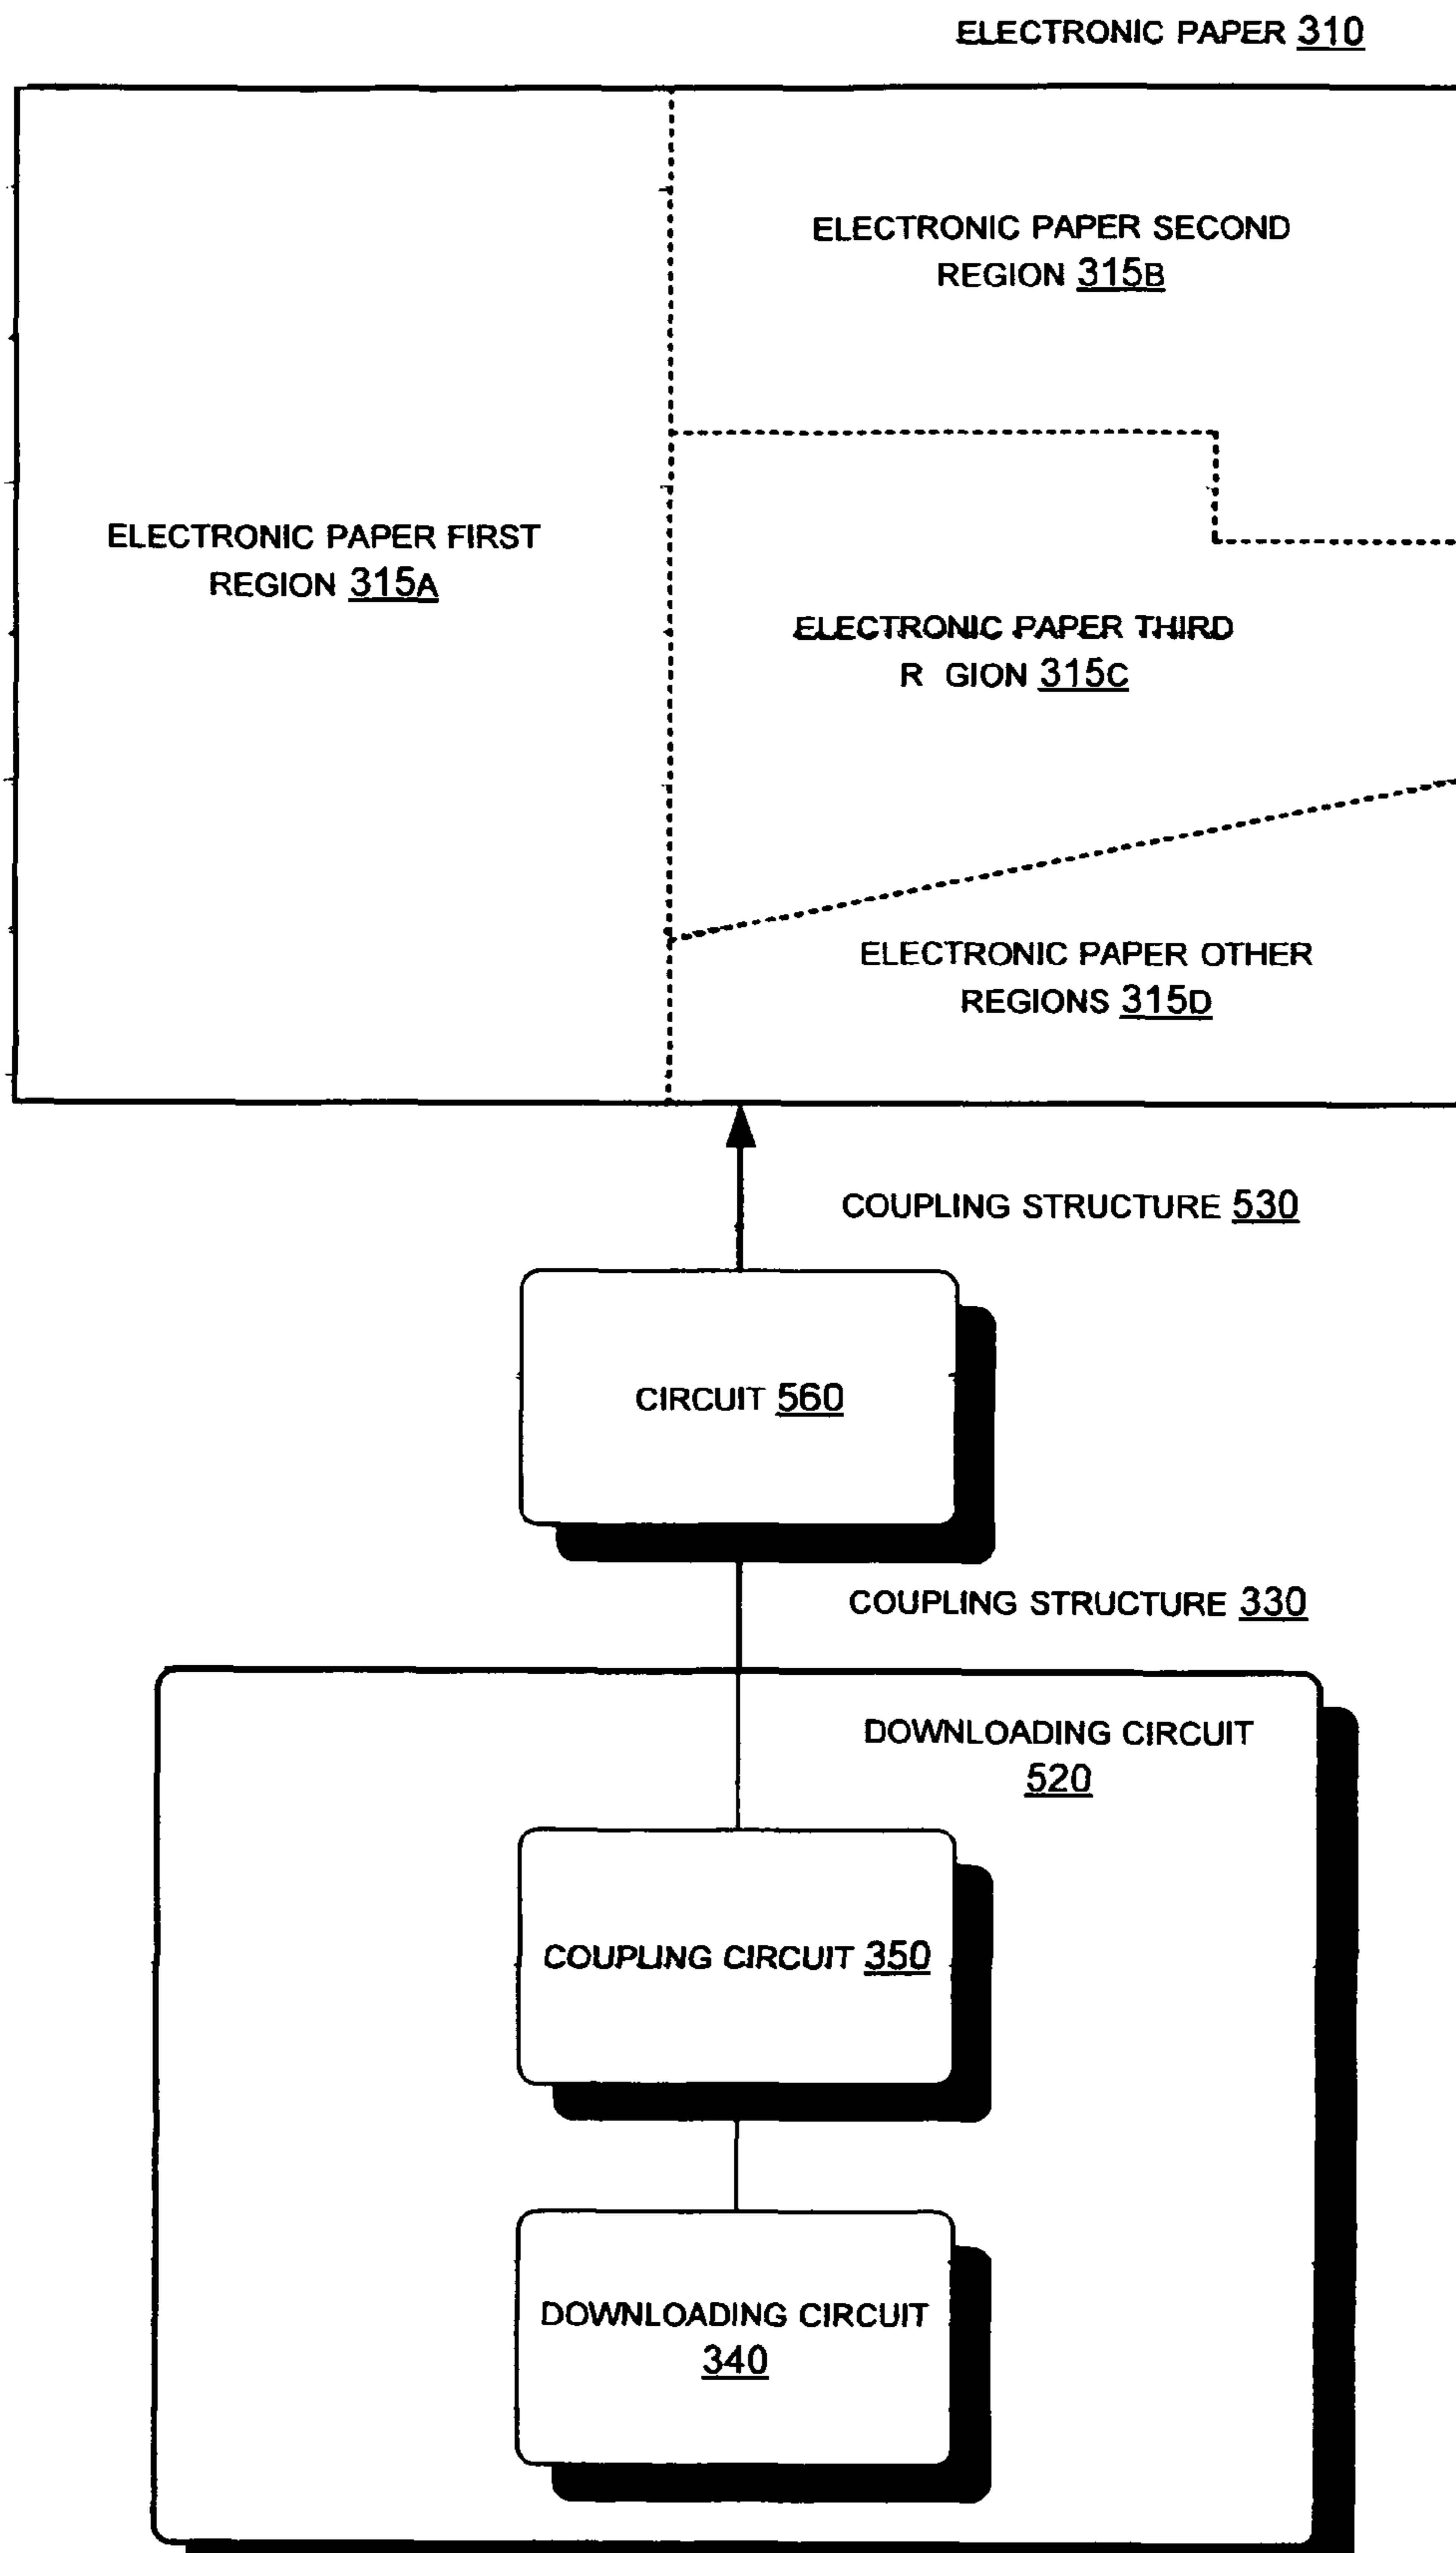 ELECTRONIC PAPER 310
ELECTRONIC PAPER SECOND
REGION 315B
ELECTRONIC PAPER FIRST
REGION 315A
ELECTRONIC PAPER THIRD
R GION 315C
ELECTRONIC PAPER OTHER
REGIONS 315D
COUPLING STRUCTURE 530
CIRCUIT 560
COUPLING STRUCTURE 330
DOWNLOADING CIRCUIT
520
COUPLING CIRCUIT 350
DOWNLOADING CIRCUIT
340